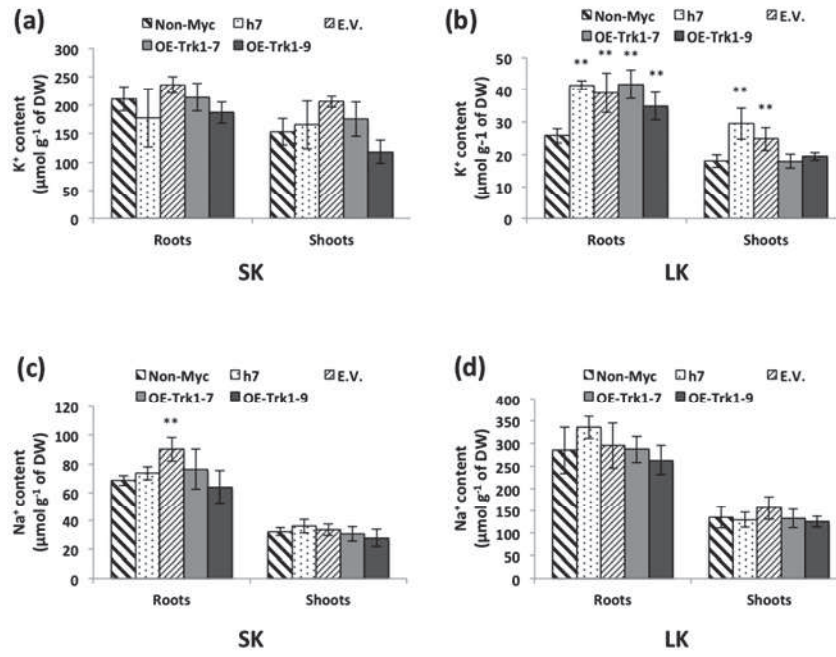 (a)
Non-Myc h7 E.V.
OE-Trk1-7 OE-Trk1-9
K⁺ content
(μmol g⁻¹ of DW)
300
250
200
150
100
50
0
Roots Shoots
SK
(b)
Non-Myc h7 E.V.
OE-Trk1-7 OE-Trk1-9
K⁺ content
(μmol g-1 of DW)
50
40
30
20
10
0
** ** ** **
** **
Roots Shoots
LK
(c)
Non-Myc h7 E.V.
OE-Trk1-7 OE-Trk1-9
Na⁺ content
(μmol g⁻¹ of DW)
120
100
80
60
40
20
0
**
Roots Shoots
SK
(d)
Non-Myc h7 E.V.
OE-Trk1-7 OE-Trk1-9
Na⁺ content
(μmol g⁻¹ of DW)
400
350
300
250
200
150
100
50
0
Roots Shoots
LK